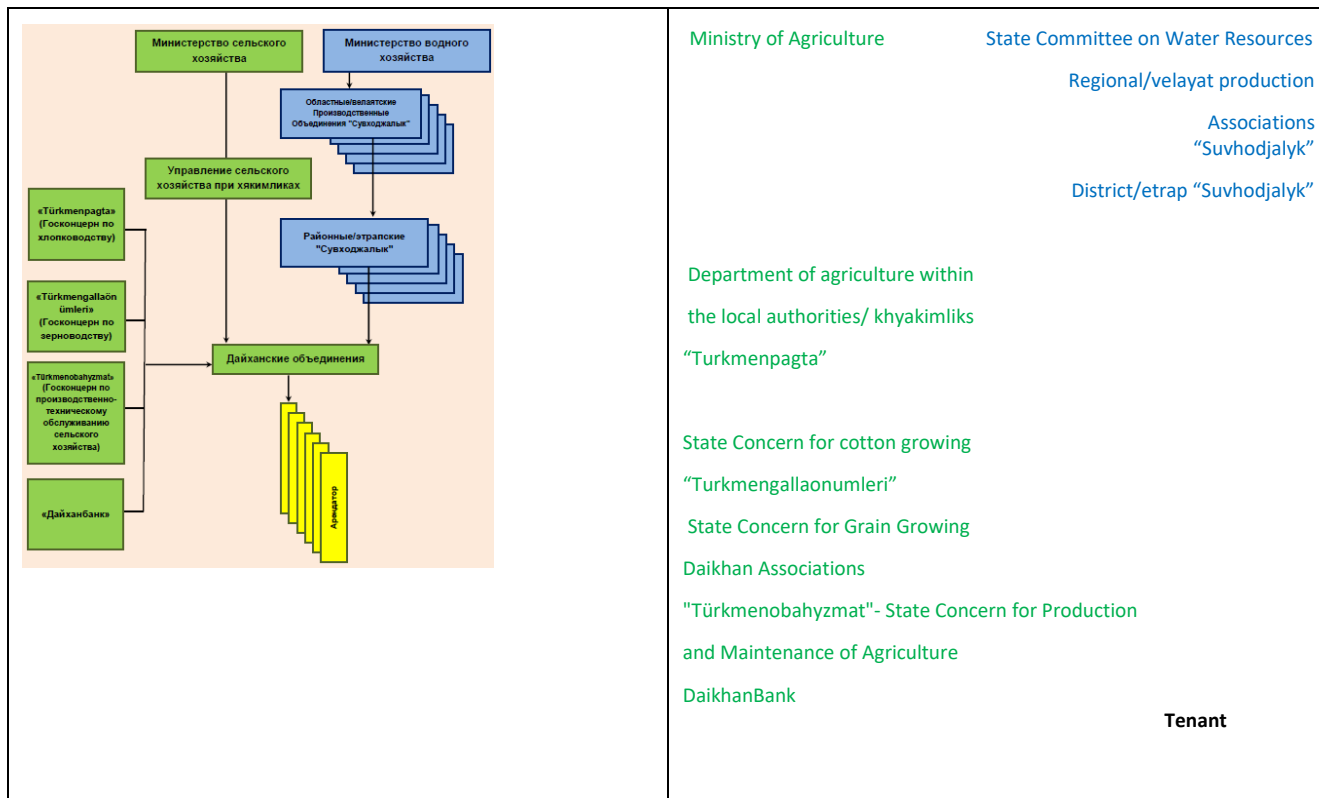 Министерство сельского
хозяйства
Министерство водного
хозяйства
Областные/велаятские
Производственные
Объединения "Сувходжалык"
Управление сельского
хозяйства при хякимликах
«Türkmenpagta»
(Госконцерн по
хлопководству)
Районные/этрапские
"Сувходжалык"
«Türkmengallaön
ümleri»
(Госконцерн по
зерноводству)
Дайханские объединения
«Türkmenobahyzmat»
(Госконцерн по
производственно-
техническому
обслуживанию
сельского
хозяйства)
«Дайханбанк»
Арендатор
Ministry of Agriculture State Committee on Water Resources
Regional/velayat production
Associations
“Suvhodjalyk”
District/etrap “Suvhodjalyk”
Department of agriculture within
the local authorities/ khyakimliks
“Turkmenpagta”
State Concern for cotton growing
“Turkmengallaonumleri”
State Concern for Grain Growing
Daikhan Associations
"Türkmenobahyzmat"- State Concern for Production
and Maintenance of Agriculture
DaikhanBank
Tenant